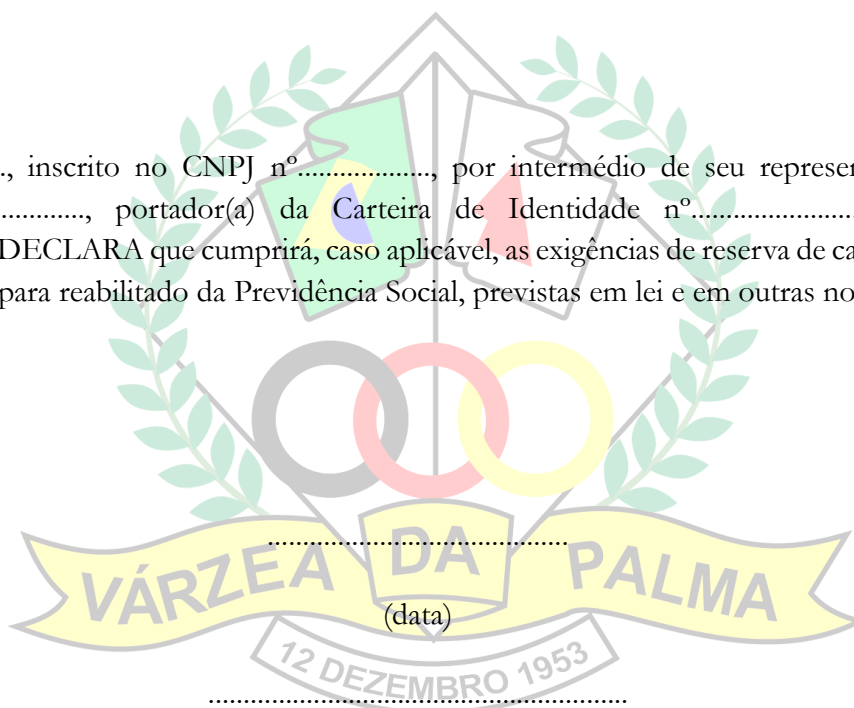 ., inscrito no CNPJ nº..................., por intermédio de seu represen
.............., portador(a) da Carteira de Identidade nº.......................
DECLARA que cumprirá, caso aplicável, as exigências de reserva de ca
para reabilitado da Previdência Social, previstas em lei e em outras no
...........................................
VÁRZEA DA PALMA
(data)
12 DEZEMBRO 1953
............................................................